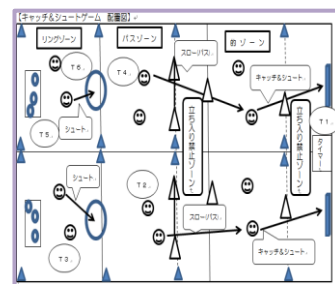 【キャッチ&シュートゲーム 配置図】
リングゾーン
パスゾーン
的 ゾーン
T6.
T4.
スローパス
キャッチ&シュート.
T5.
シュート.
立ち入り禁止ゾーン
立ち入り禁止ゾーン
T1.
タイマー
シュート.
T2.
スローパス
T3.
キャッチ&シュート.